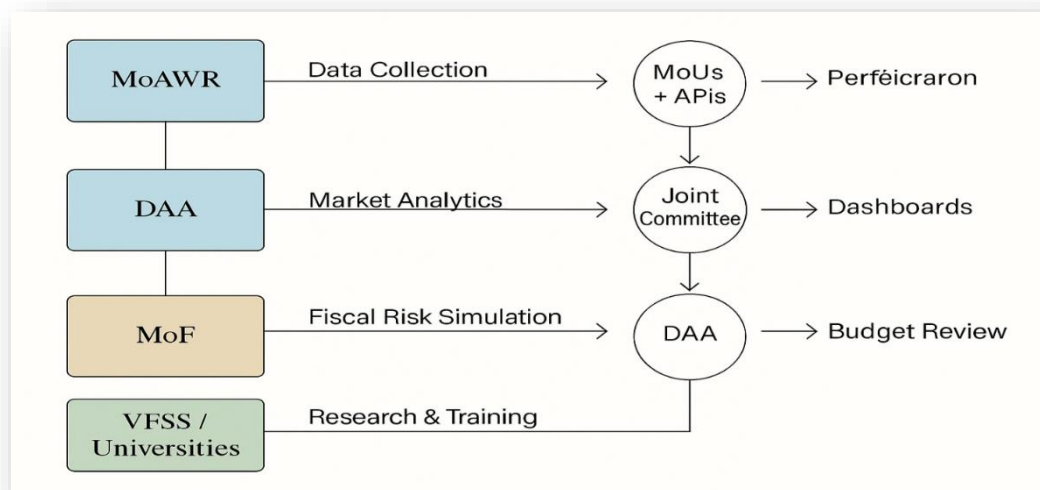 MoAWR
Data Collection
MoUs
+ APis
Perféicraron
DAA
Market Analytics
Joint
Committee
Dashboards
MoF
Fiscal Risk Simulation
DAA
Budget Review
VFSS /
Universities
Research & Training